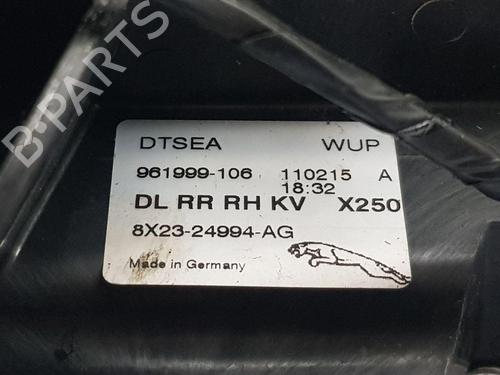 B-PARTS
DTSEA WUP
961999-106 110215 A
18:32
DL RR RH KV X250
8X23-24994-AG
Made in Germany